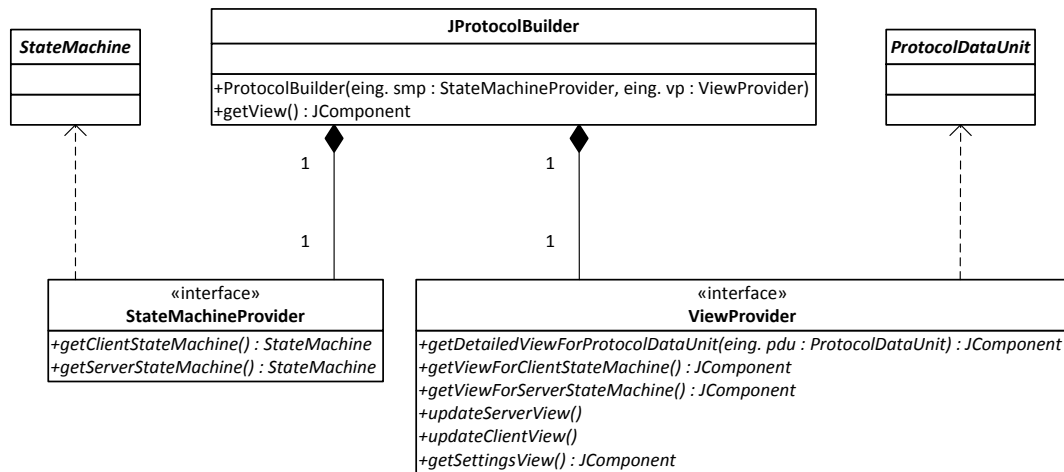 JProtocolBuilder
StateMachine
ProtocolDataUnit
+ProtocolBuilder(eing. smp : StateMachineProvider, eing. vp : ViewProvider)
+getView() : JComponent
1
1
1
1
«interface»
StateMachineProvider
+getClientStateMachine() : StateMachine
+getServerStateMachine() : StateMachine
«interface»
ViewProvider
+getDetailedViewForProtocolDataUnit(eing. pdu : ProtocolDataUnit) : JComponent
+getViewForClientStateMachine() : JComponent
+getViewForServerStateMachine() : JComponent
+updateServerView()
+updateClientView()
+getSettingsView() : JComponent